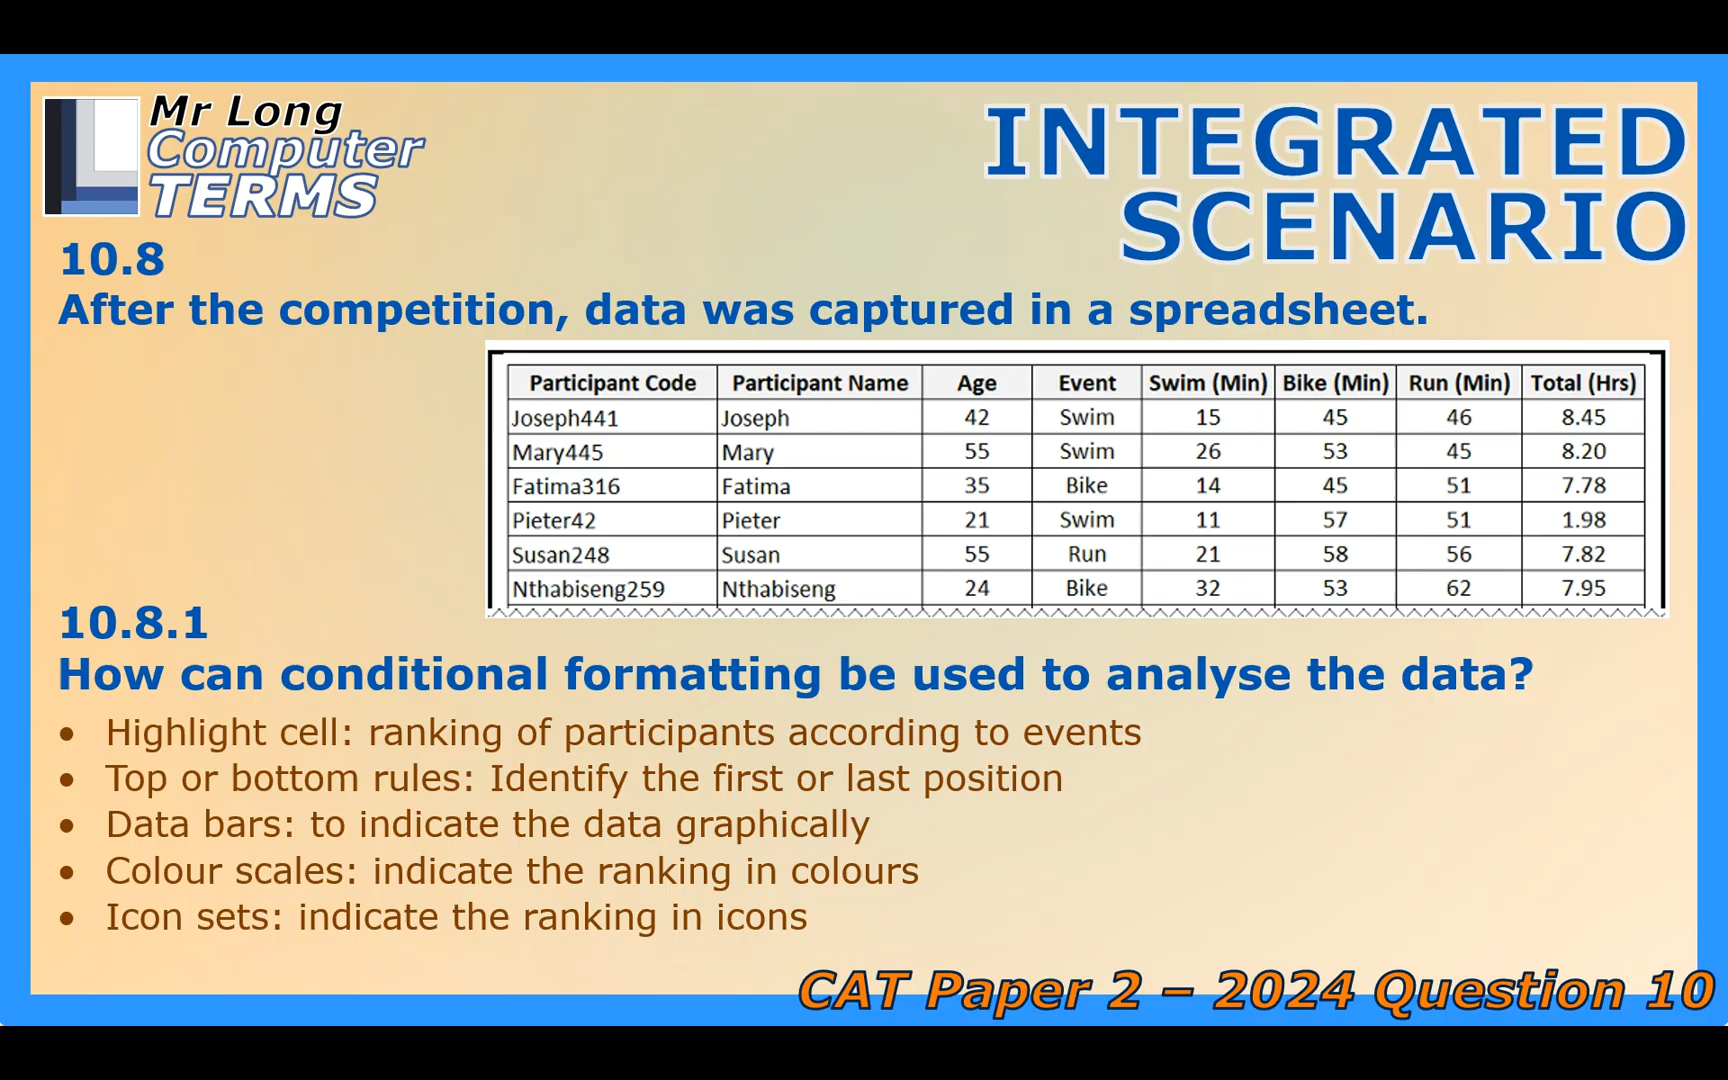 Mr Long
Computer
TERMS
INTEGRATED
SCENARIO
10.8
After the competition, data was captured in a spreadsheet.
Participant Code Participant Name Age Event Swim (Min) Bike (Min) Run (Min) Total (Hrs)
Joseph441 Joseph 42 Swim 15 45 46 8.45
Mary445 Mary 55 Swim 26 53 45 8.20
Fatima316 Fatima 35 Bike 14 45 51 7.78
Pieter42 Pieter 21 Swim 11 57 51 1.98
Susan248 Susan 55 Run 21 58 56 7.82
Nthabiseng259 Nthabiseng 24 Bike 32 53 62 7.95
10.8.1
How can conditional formatting be used to analyse the data?
• Highlight cell: ranking of participants according to events
• Top or bottom rules: Identify the first or last position
• Data bars: to indicate the data graphically
• Colour scales: indicate the ranking in colours
• Icon sets: indicate the ranking in icons
CAT Paper 2 – 2024 Question 10